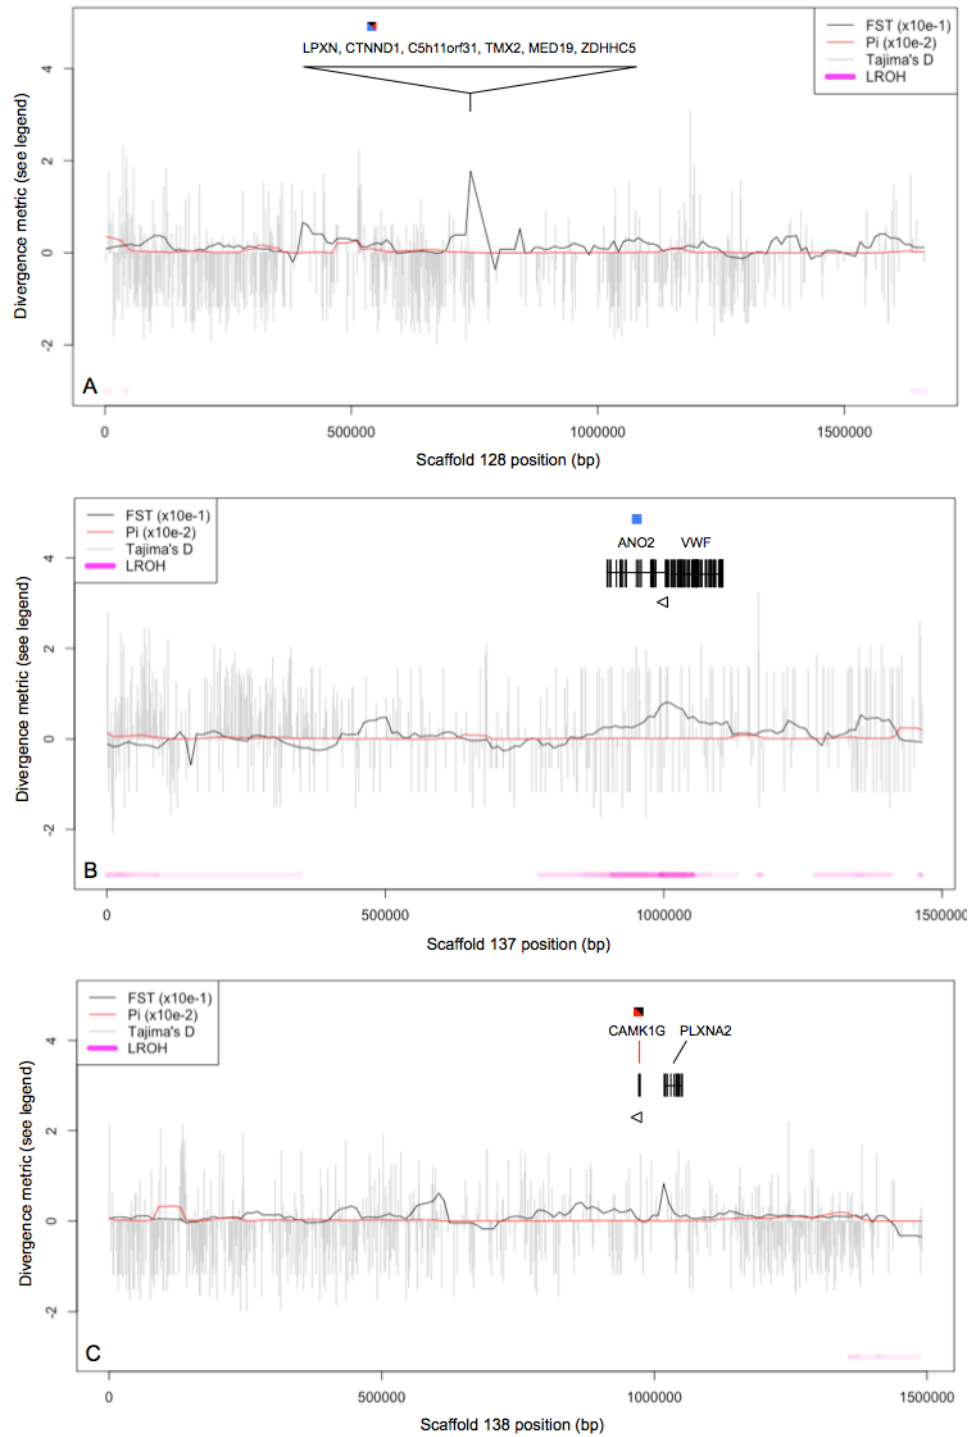 LPXN, CTNND1, C5h11orf31, TMX2, MED19, ZDHHC5
FST (x10e-1)
Pi (x10e-2)
Tajima's D
LROH
Divergence metric (see legend)
4
2
0
-2
A
0 500000 1000000 1500000
Scaffold 128 position (bp)
FST (x10e-1)
Pi (x10e-2)
Tajima's D
LROH
ANO2 VWF
Divergence metric (see legend)
4
2
0
-2
B
0 500000 1000000 1500000
Scaffold 137 position (bp)
FST (x10e-1)
Pi (x10e-2)
Tajima's D
LROH
CAMK1G PLXNA2
Divergence metric (see legend)
4
2
0
-2
C
0 500000 1000000 1500000
Scaffold 138 position (bp)